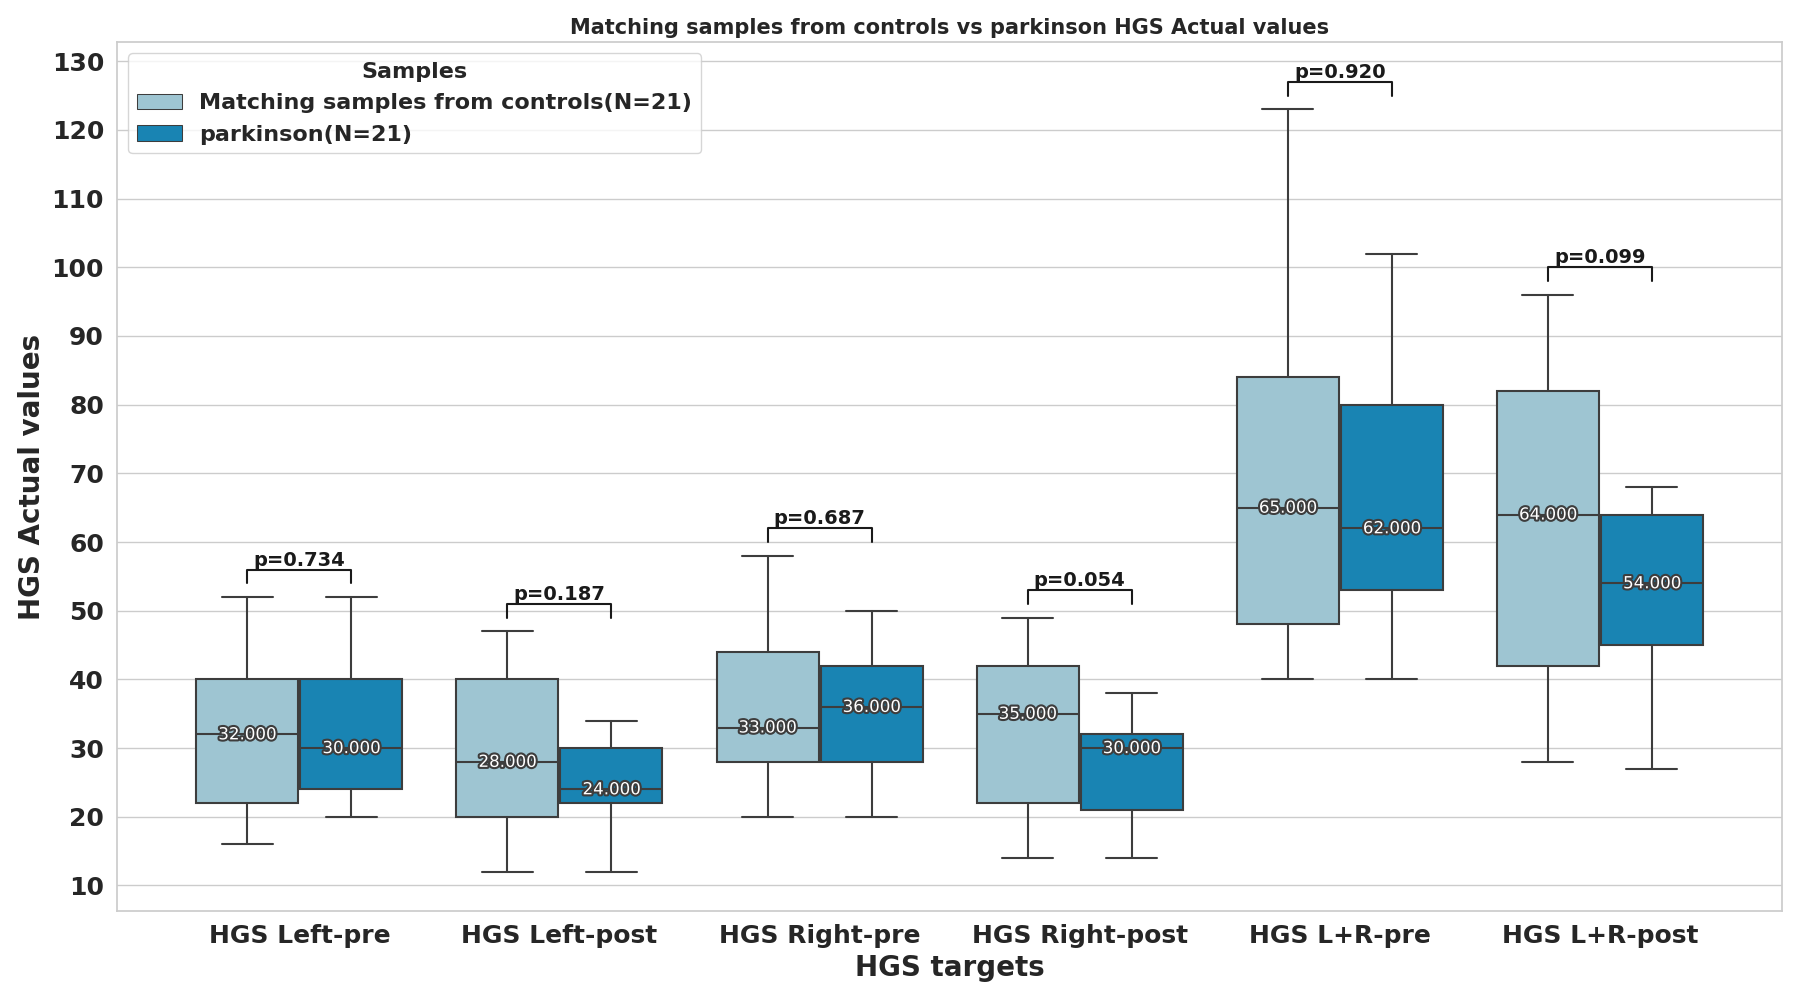 Matching samples from controls vs parkinson HGS Actual values
Samples
Matching samples from controls(N=21)
parkinson(N=21)
HGS Actual values
130
120
110
100
90
80
70
60
50
40
30
20
10
p=0.734
p=0.187
p=0.687
p=0.054
p=0.920
p=0.099
32.000
30.000
28.000
24.000
33.000
36.000
35.000
30.000
65.000
62.000
64.000
54.000
HGS Left-pre
HGS Left-post
HGS Right-pre
HGS Right-post
HGS L+R-pre
HGS L+R-post
HGS targets